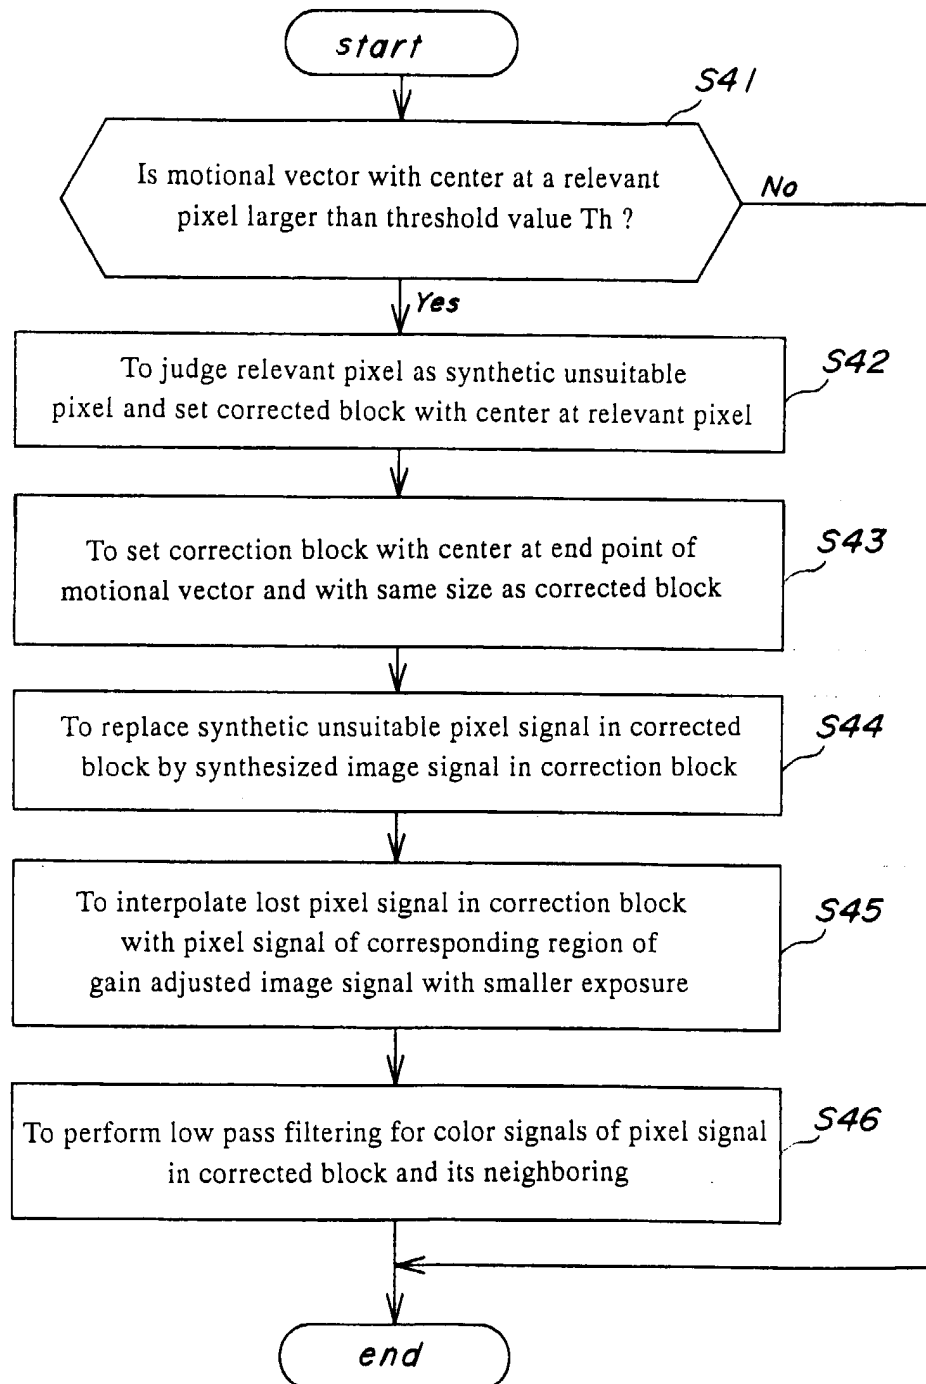 start
S41
Is motional vector with center at a relevant
pixel larger than threshold value Th ?
No
Yes
S42
To judge relevant pixel as synthetic unsuitable
pixel and set corrected block with center at relevant pixel
S43
To set correction block with center at end point of
motional vector and with same size as corrected block
S44
To replace synthetic unsuitable pixel signal in corrected
block by synthesized image signal in correction block
S45
To interpolate lost pixel signal in correction block
with pixel signal of corresponding region of
gain adjusted image signal with smaller exposure
S46
To perform low pass filtering for color signals of pixel signal
in corrected block and its neighboring
end